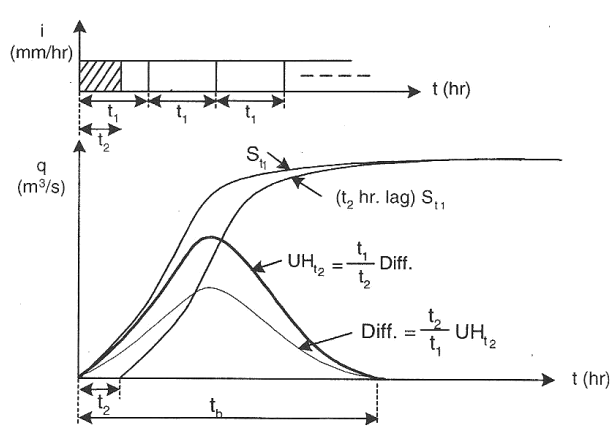 i
(mm/hr)
t (hr)
t₁ t₁ t₁
t₂
q
(m³/s)
Sₜ₁
(t₂ hr. lag) Sₜ₁
UHₜ₂ = t₁/t₂ Diff.
Diff. = t₂/t₁ UHₜ₂
t (hr)
t₂
t_b